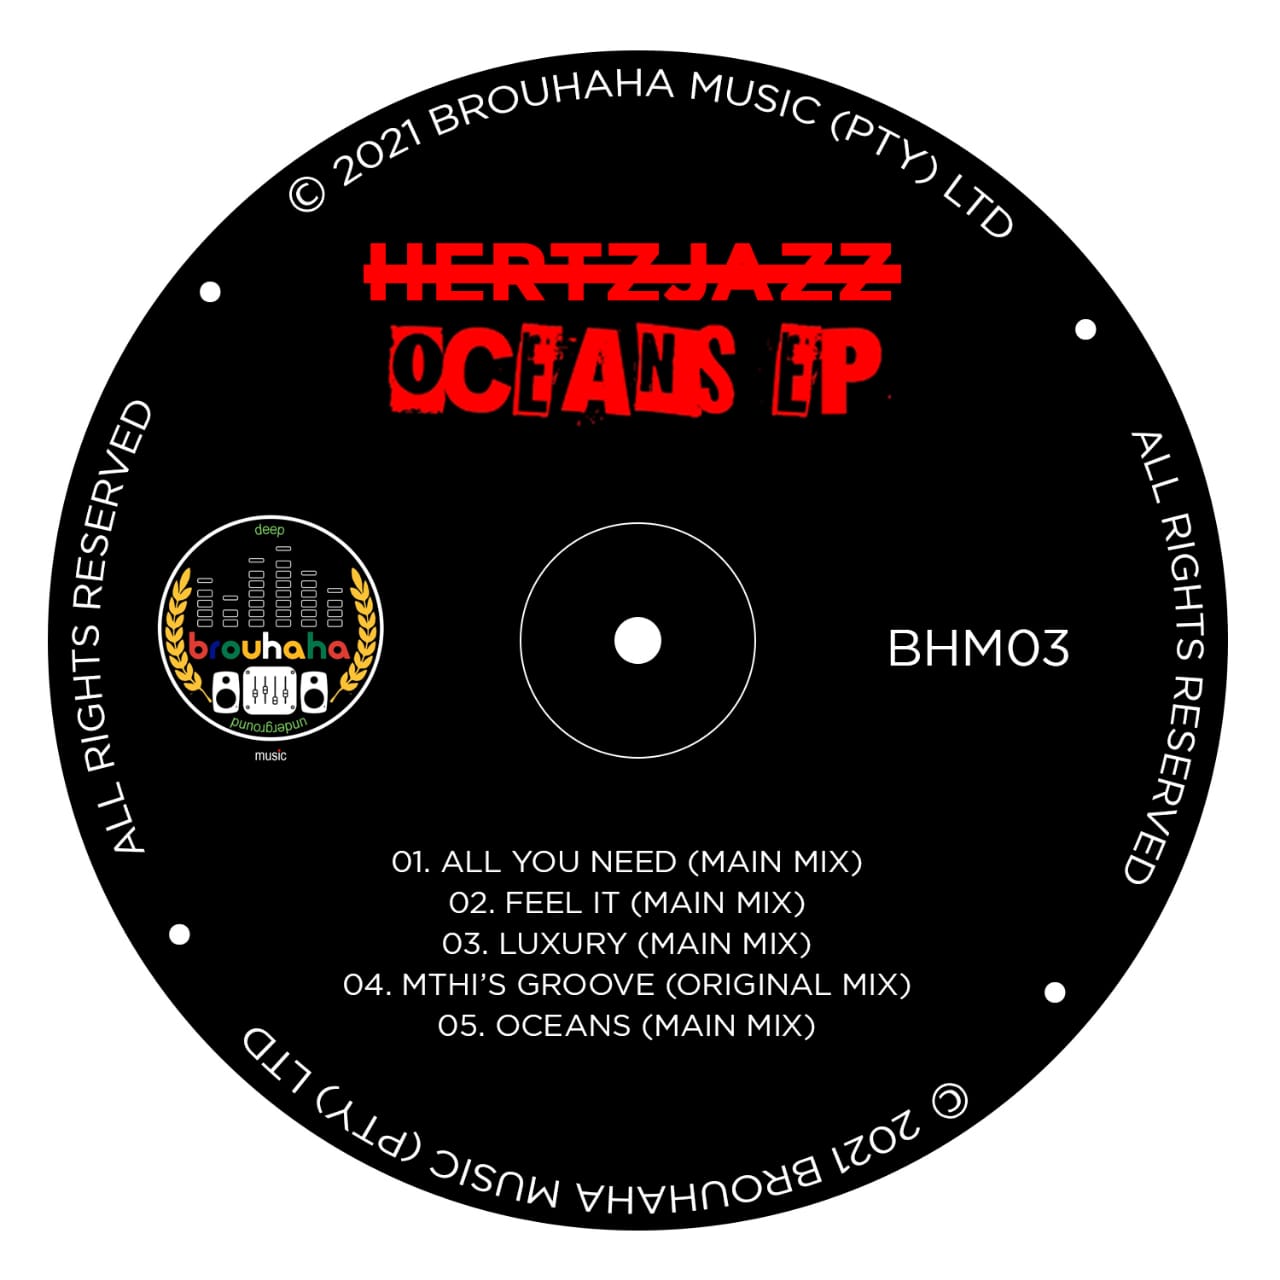 © 2021 BROUHAHA MUSIC (PTY) LTD
HERTZJAZZ
OCEANS EP
ALL RIGHTS RESERVED
ALL RIGHTS RESERVED
deep
brouhaha
underground
music
BHM03
01. ALL YOU NEED (MAIN MIX)
02. FEEL IT (MAIN MIX)
03. LUXURY (MAIN MIX)
04. MTHI’S GROOVE (ORIGINAL MIX)
05. OCEANS (MAIN MIX)
© 2021 BROUHAHA MUSIC (PTY) LTD